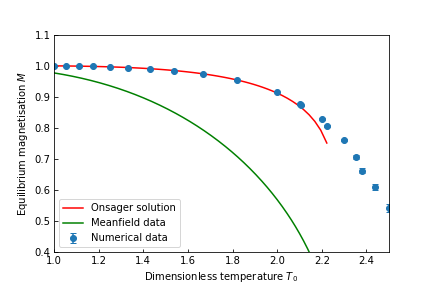 1.1
1.0
0.9
0.8
0.7
0.6
0.5
0.4
Equilibrium magnetisation M
Onsager solution
Meanfield data
Numerical data
1.0 1.2 1.4 1.6 1.8 2.0 2.2 2.4
Dimensionless temperature T₀